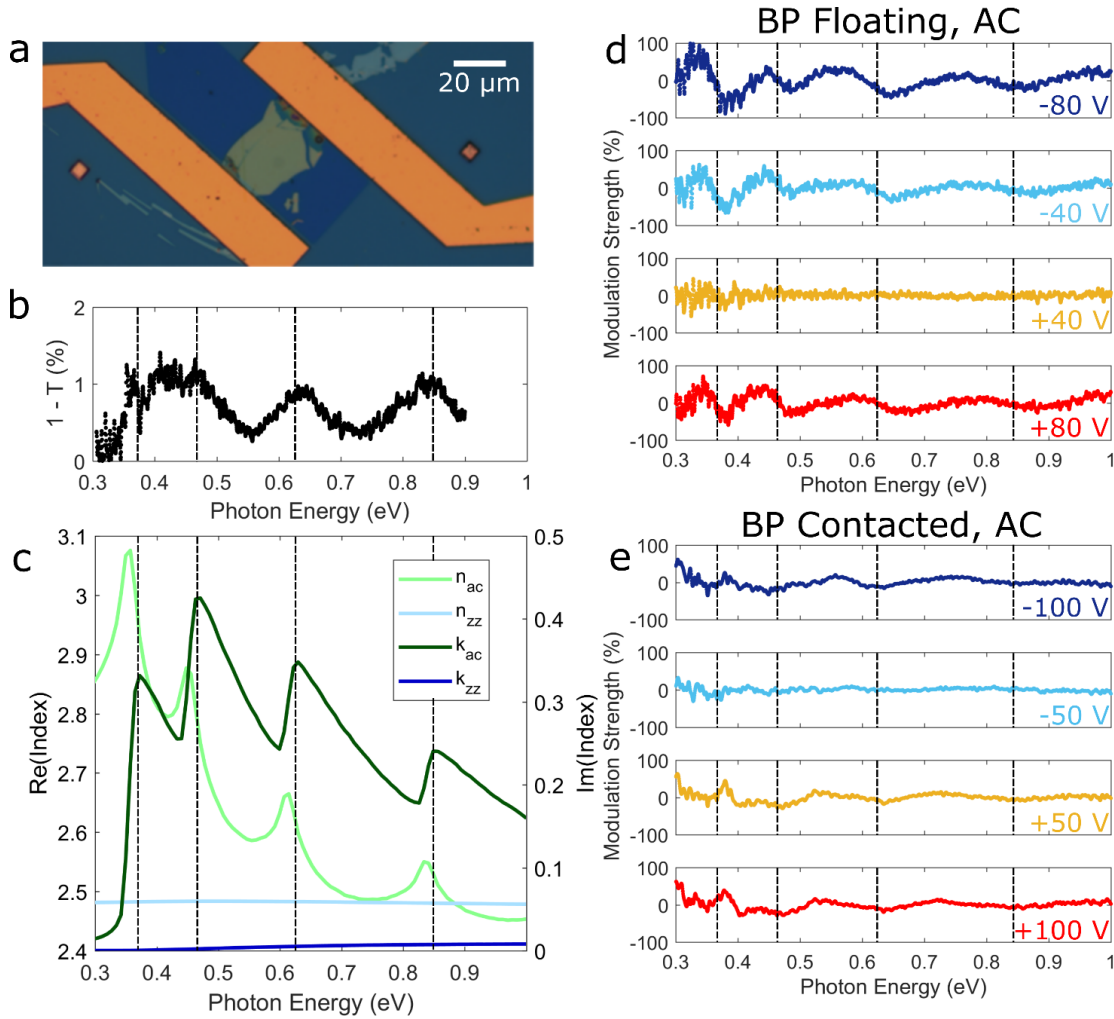 a
20 μm
b
2
1
0
1 - T (%)
0.3 0.4 0.5 0.6 0.7 0.8 0.9 1
Photon Energy (eV)
c
3.1
3
2.9
2.8
2.7
2.6
2.5
2.4
Re(Index)
n_ac
n_zz
k_ac
k_zz
0.5
0.4
0.3
0.2
0.1
0
Im(Index)
0.3 0.4 0.5 0.6 0.7 0.8 0.9
Photon Energy (eV)
BP Floating, AC
d
100
0
-100
-80 V
100
0
-100
-40 V
100
0
-100
+40 V
100
0
-100
+80 V
Modulation Strength (%)
0.3 0.4 0.5 0.6 0.7 0.8 0.9 1
Photon Energy (eV)
BP Contacted, AC
e
100
0
-100
-100 V
100
0
-100
-50 V
100
0
-100
+50 V
100
0
-100
+100 V
Modulation Strength (%)
0.3 0.4 0.5 0.6 0.7 0.8 0.9 1
Photon Energy (eV)